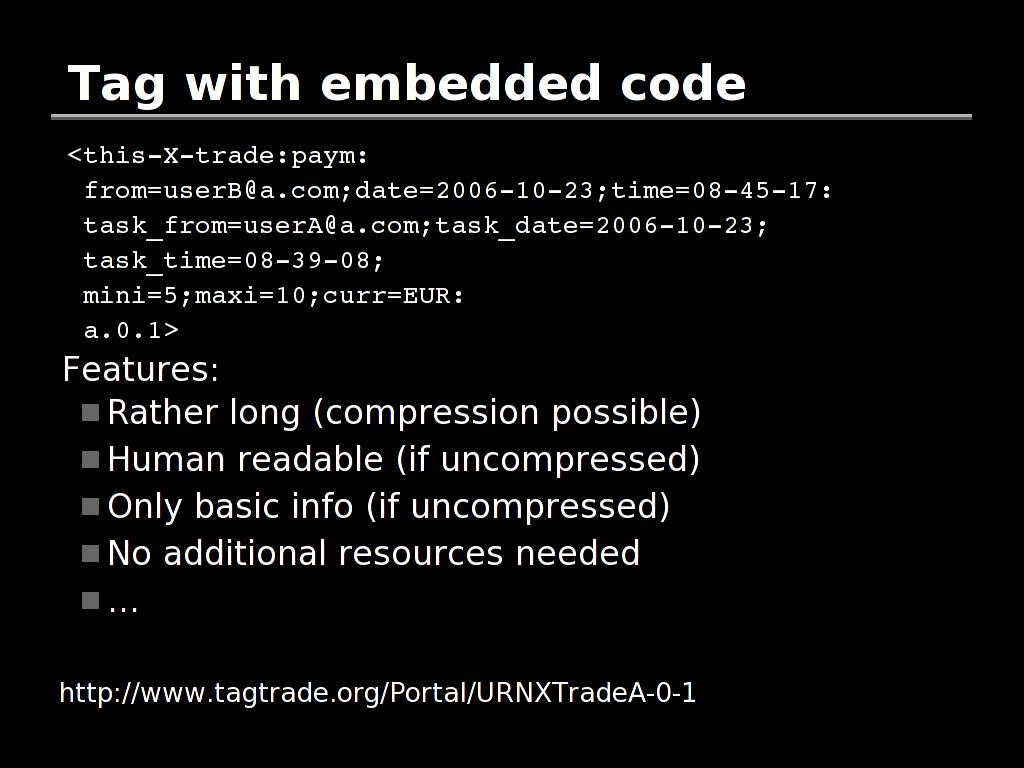 Tag with embedded code
<this-X-trade:paym:
from=userB@a.com;date=2006-10-23;time=08-45-17:
task_from=userA@a.com;task_date=2006-10-23;
task_time=08-39-08;
mini=5;maxi=10;curr=EUR:
a.0.1>
Features:
Rather long (compression possible)
Human readable (if uncompressed)
Only basic info (if uncompressed)
No additional resources needed
...
http://www.tagtrade.org/Portal/URNXTradeA-0-1